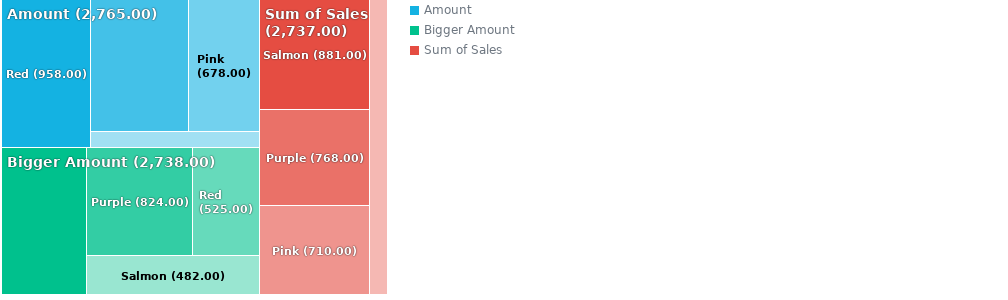 Amount (2,765.00)
Red (958.00)
Pink
(678.00)
Sum of Sales
(2,737.00)
Salmon (881.00)
Purple (768.00)
Pink (710.00)
Bigger Amount (2,738.00)
Purple (824.00)
Red
(525.00)
Salmon (482.00)
Amount
Bigger Amount
Sum of Sales